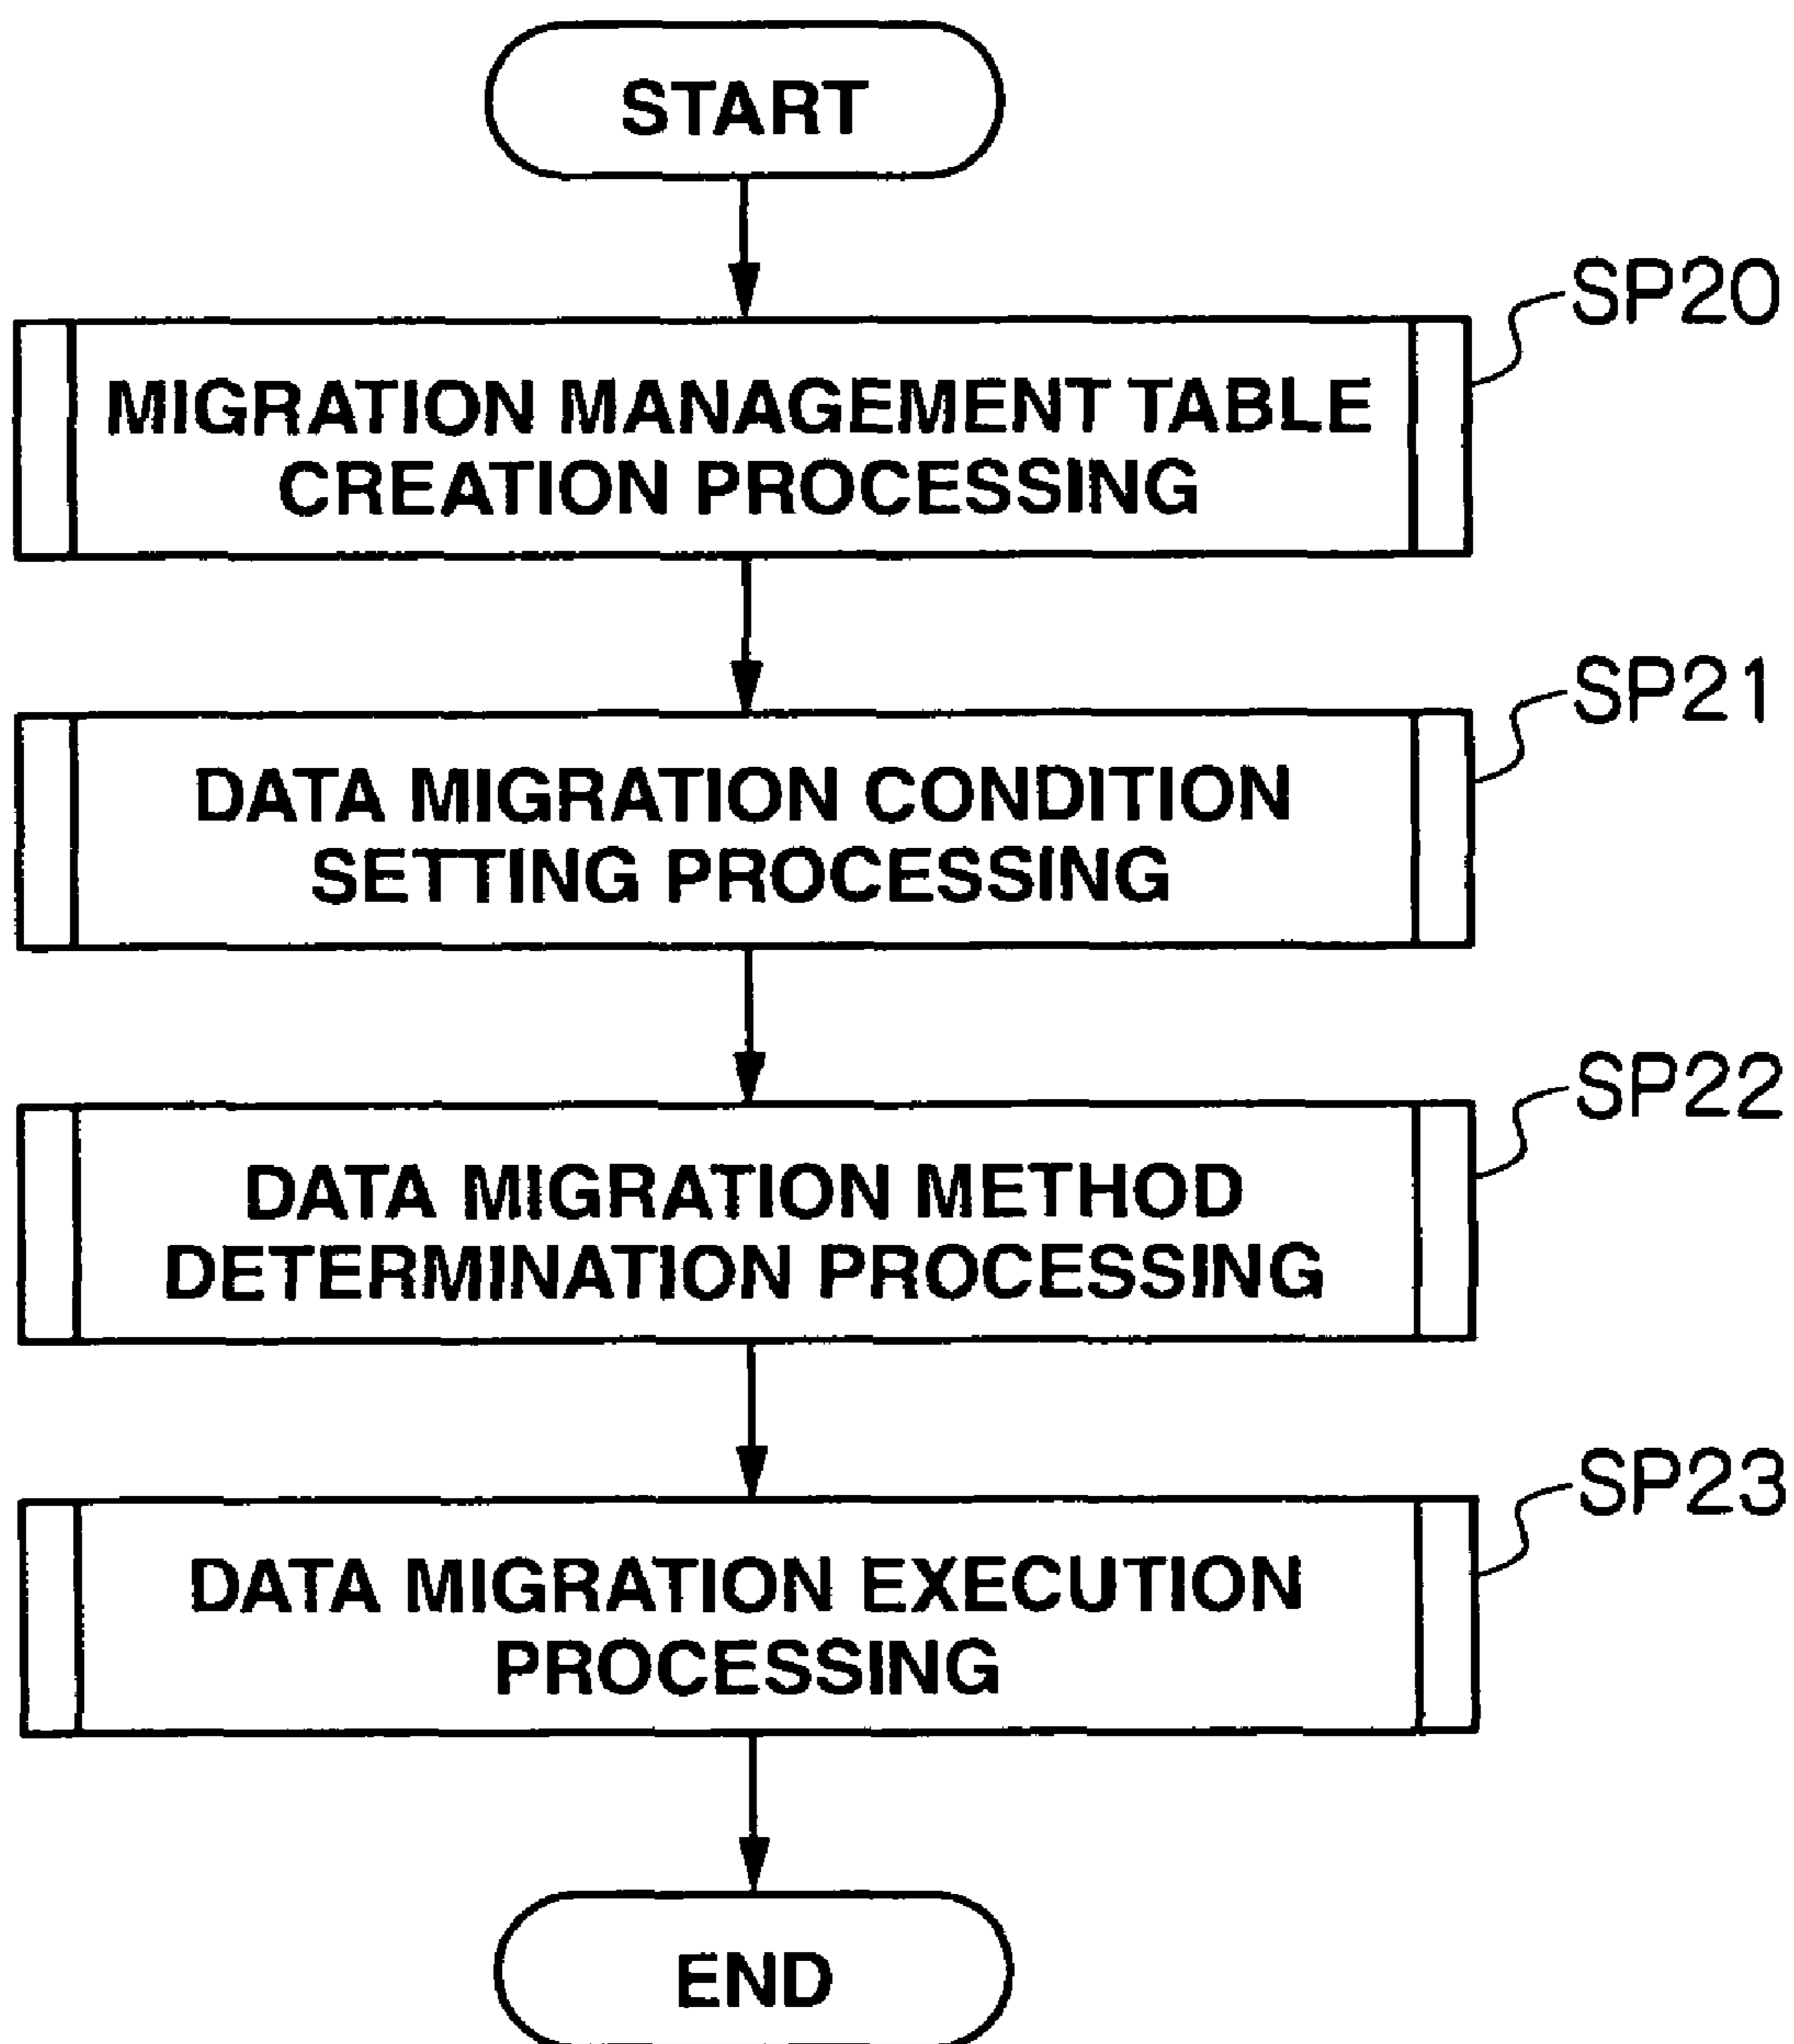 START
SP20
MIGRATION MANAGEMENT TABLE
CREATION PROCESSING
SP21
DATA MIGRATION CONDITION
SETTING PROCESSING
SP22
DATA MIGRATION METHOD
DETERMINATION PROCESSING
SP23
DATA MIGRATION EXECUTION
PROCESSING
END